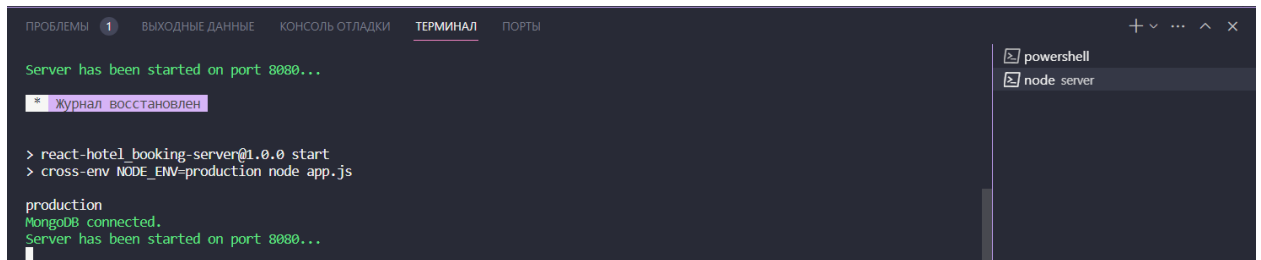 ПРОБЛЕМЫ 1 ВЫХОДНЫЕ ДАННЫЕ КОНСОЛЬ ОТЛАДКИ ТЕРМИНАЛ ПОРТЫ
Server has been started on port 8080...
* Журнал восстановлен
> react-hotel_booking-server@1.0.0 start
> cross-env NODE_ENV=production node app.js
production
MongoDB connected.
Server has been started on port 8080...
powershell
node server